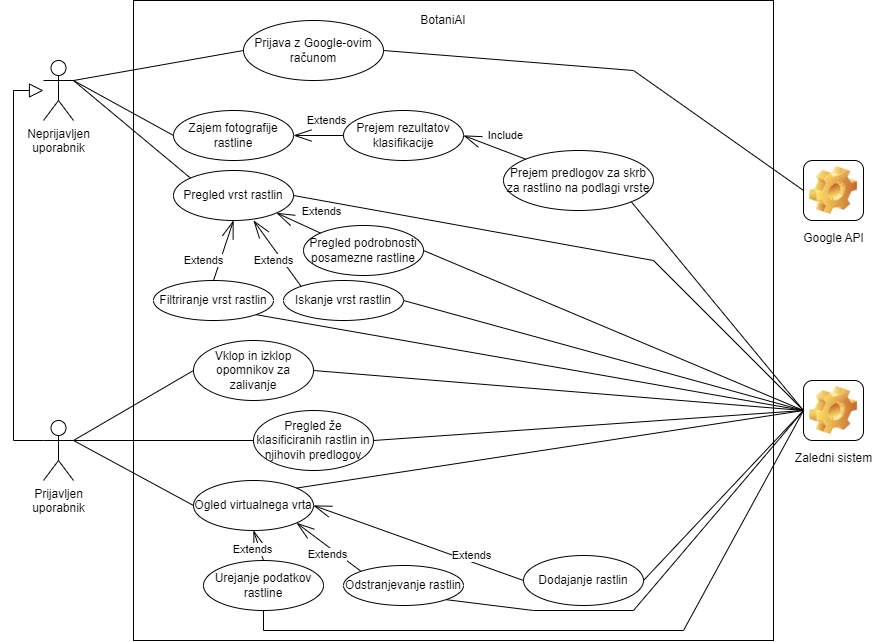 BotaniAI
Prijava z Google-ovim
računom
Neprijavljen
uporabnik
Zajem fotografije
rastline
Extends
Prejem rezultatov
klasifikacije
Include
Prejem predlogov za skrb
za rastlino na podlagi vrste
Google API
Pregled vrst rastlin
Extends
Pregled podrobnosti
posamezne rastline
Extends
Extends
Filtriranje vrst rastlin
Iskanje vrst rastlin
Vklop in izklop
opomnikov za
zalivanje
Pregled že
klasificiranih rastlin in
njihovih predlogov
Zaledni sistem
Prijavljen
uporabnik
Ogled virtualnega vrta
Extends
Extends
Extends
Urejanje podatkov
rastline
Odstranjevanje rastlin
Dodajanje rastlin